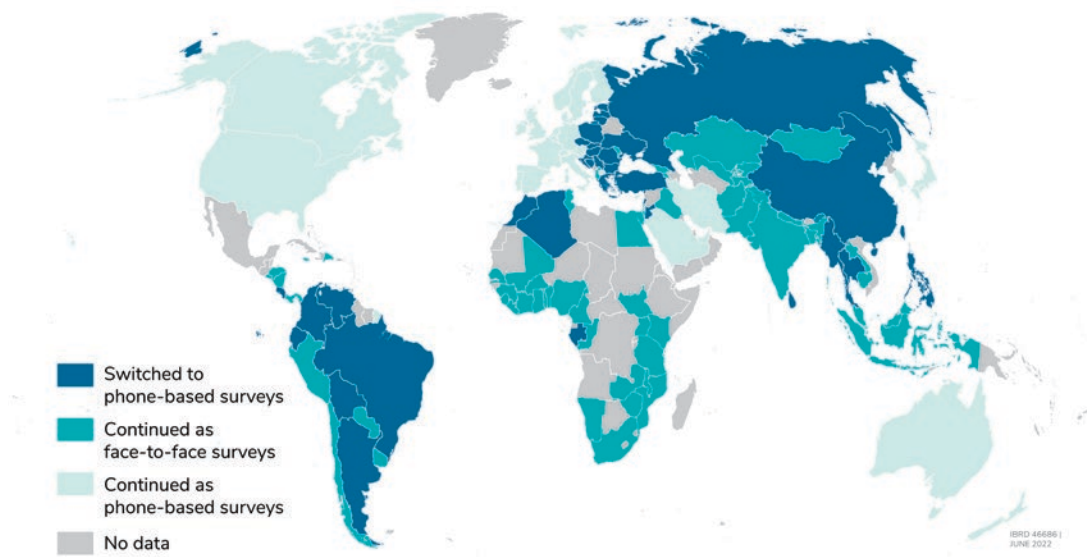 Switched to
phone-based surveys
Continued as
face-to-face surveys
Continued as
phone-based surveys
No data
IBRD 46686 |
JUNE 2022